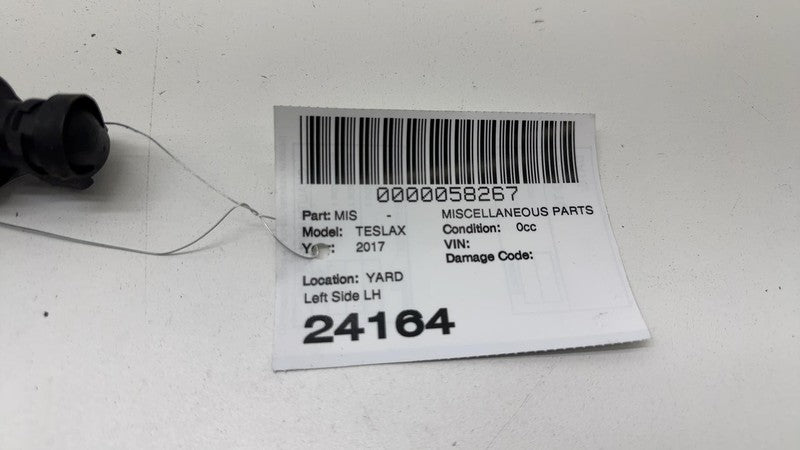 0000058267
Part: MIS - MISCELLANEOUS PARTS
Model: TESLAX Condition: 0cc
Year: 2017 VIN:
Damage Code:
Location: YARD
Left Side LH
24164